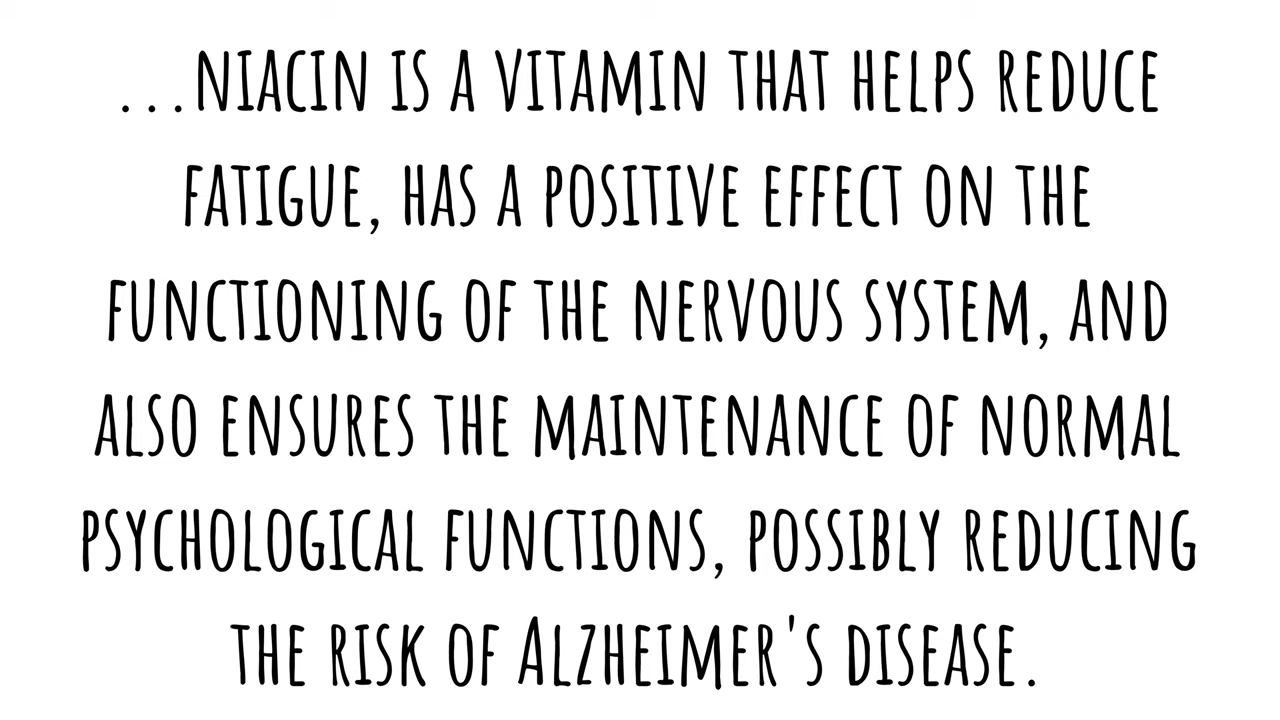 ...niacin is a vitamin that helps reduce
fatigue, has a positive effect on the
functioning of the nervous system, and
also ensures the maintenance of normal
psychological functions, possibly reducing
the risk of Alzheimer's disease.